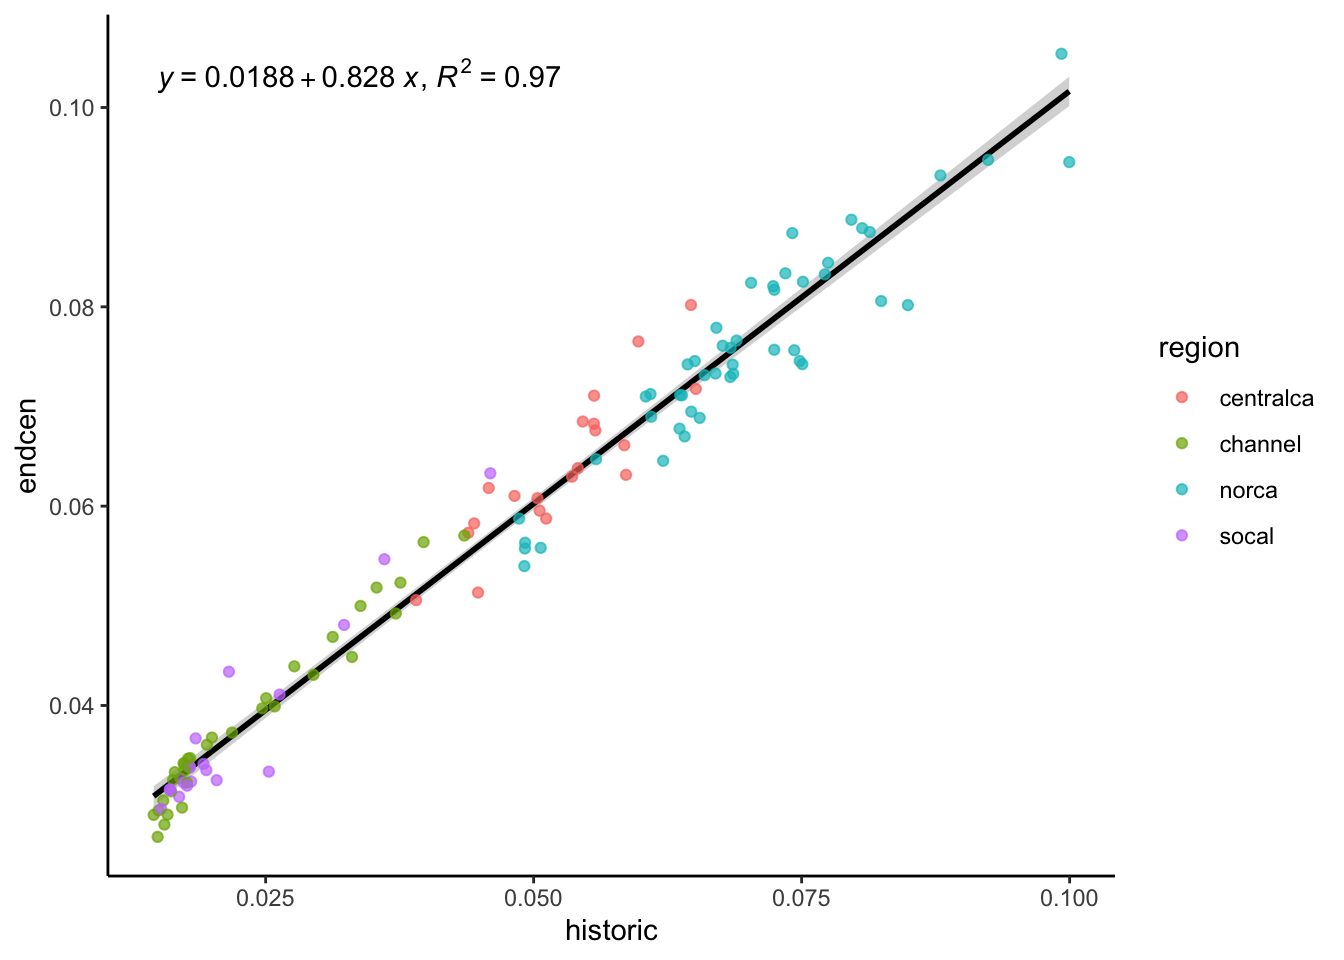 y = 0.0188 + 0.828 x, R² = 0.97
endcen
0.10
0.08
0.06
0.04
0.025 0.050 0.075 0.100
historic
region
centralca
channel
norca
socal